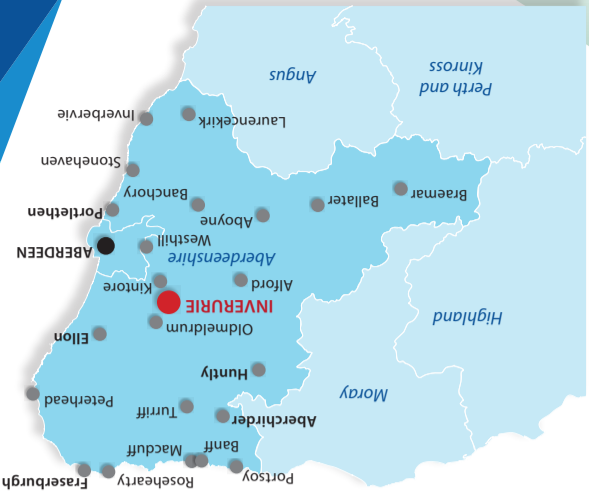 Portsoy
Rosehearty
Fraserburgh
Banff
Macduff
Aberchirder
Turriff
Peterhead
Moray
Huntly
Ellon
Oldmeldrum
Highland
INVERURIE
Alford
Kintore
Aberdeenshire
ABERDEEN
Westhill
Aboyne
Portlethen
Braemar
Ballater
Banchory
Stonehaven
Laurencekirk
Inverbervie
Perth and
Kinross
Angus